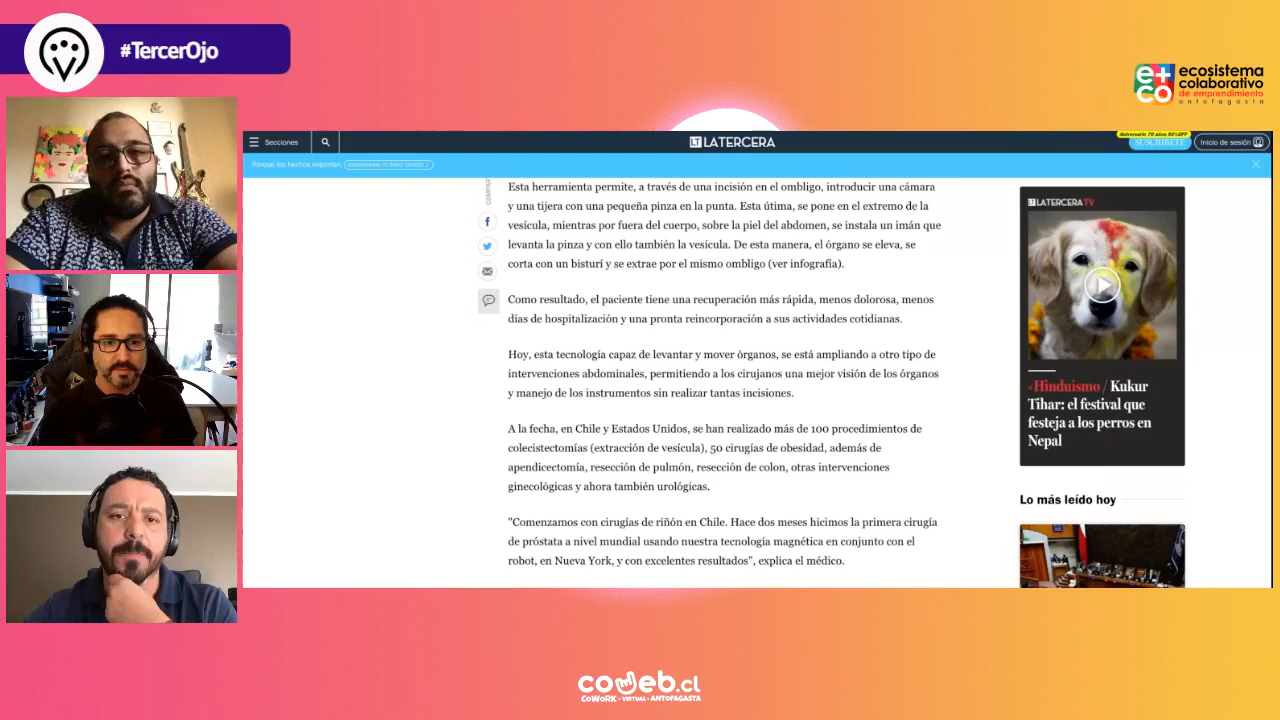 #TercerOjo
e+co
ecosistema
colaborativo
de emprendimiento
antofagasta
Secciones
LT LATERCERA
Aniversario 70 años 50%OFF
SUSCRÍBETE
Inicio de sesión
Porque los hechos importan.
Esta herramienta permite, a través de una incisión en el ombligo, introducir una cámara
y una tijera con una pequeña pinza en la punta. Esta útima, se pone en el extremo de la
vesícula, mientras por fuera del cuerpo, sobre la piel del abdomen, se instala un imán que
levanta la pinza y con ello también la vesícula. De esta manera, el órgano se eleva, se
corta con un bisturí y se extrae por el mismo ombligo (ver infografía).
Como resultado, el paciente tiene una recuperación más rápida, menos dolorosa, menos
días de hospitalización y una pronta reincorporación a sus actividades cotidianas.
Hoy, esta tecnología capaz de levantar y mover órganos, se está ampliando a otro tipo de
intervenciones abdominales, permitiendo a los cirujanos una mejor visión de los órganos
y manejo de los instrumentos sin realizar tantas incisiones.
A la fecha, en Chile y Estados Unidos, se han realizado más de 100 procedimientos de
colecistectomías (extracción de vesícula), 50 cirugías de obesidad, además de
apendicectomía, resección de pulmón, resección de colon, otras intervenciones
ginecológicas y ahora también urológicas.
"Comenzamos con cirugías de riñón en Chile. Hace dos meses hicimos la primera cirugía
de próstata a nivel mundial usando nuestra tecnología magnética en conjunto con el
robot, en Nueva York, y con excelentes resultados", explica el médico.
LT LATERCERA TV
«Hinduismo / Kukur
Tihar: el festival que
festeja a los perros en
Nepal
Lo más leído hoy
coweb.cl
CoWoRK - VIRTUAL - ANTOFAGASTA